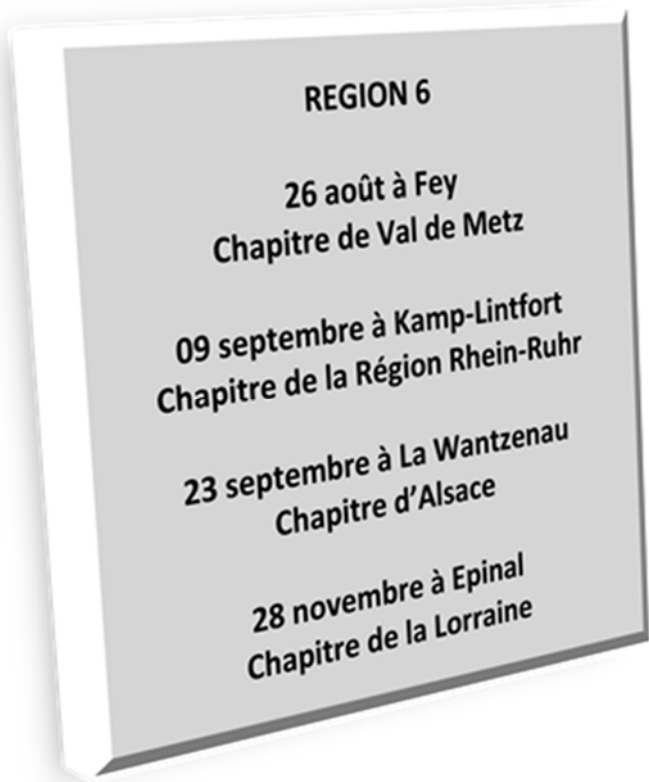 REGION 6
26 août à Fey
Chapitre de Val de Metz
09 septembre à Kamp-Lintfort
Chapitre de la Région Rhein-Ruhr
23 septembre à La Wantzenau
Chapitre d’Alsace
28 novembre à Epinal
Chapitre de la Lorraine